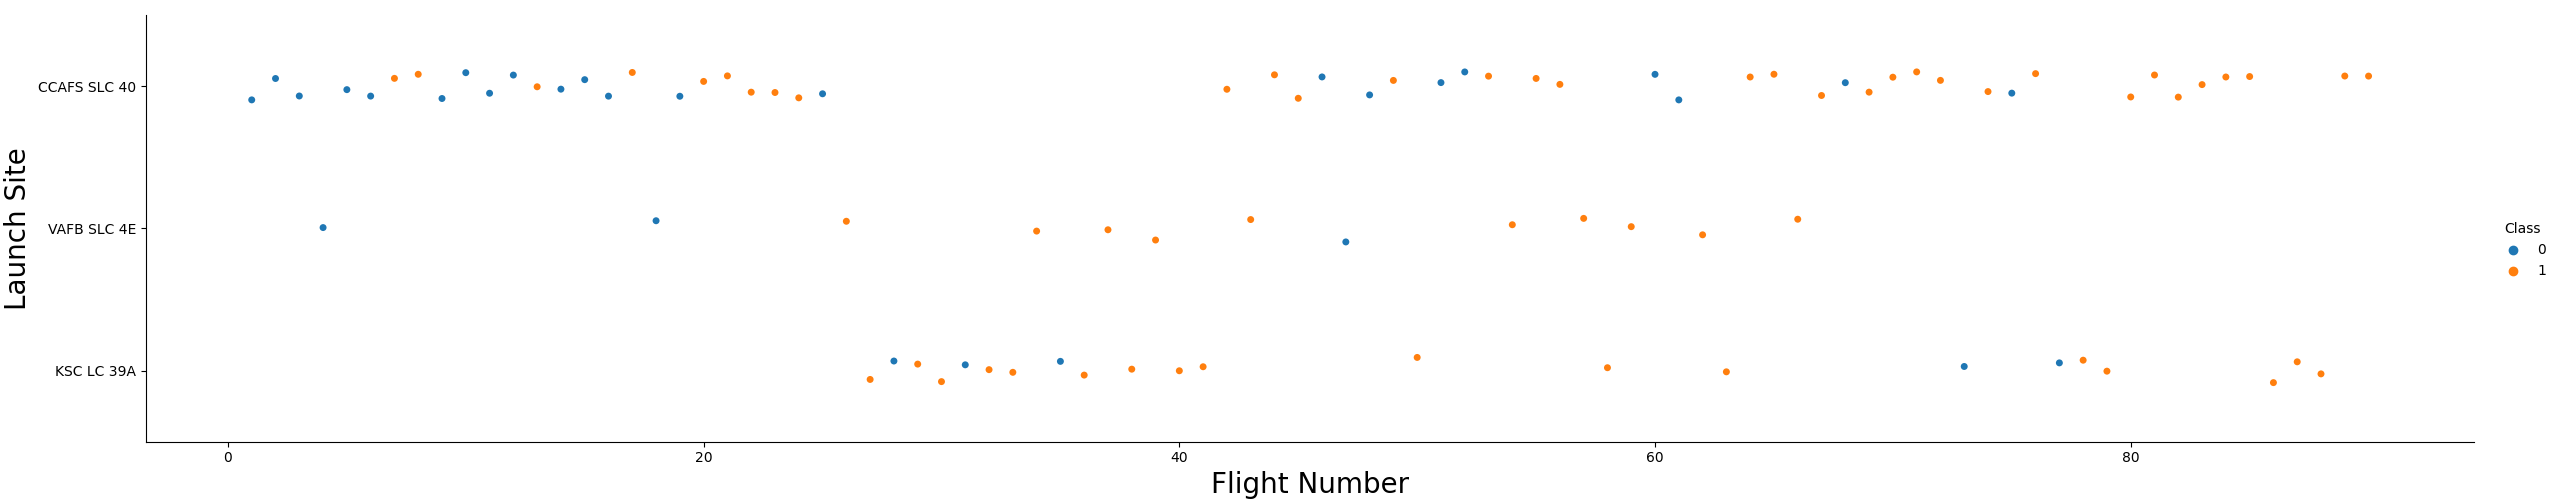 Launch Site
CCAFS SLC 40
VAFB SLC 4E
KSC LC 39A
0 20 40 60 80
Flight Number
Class
0
1